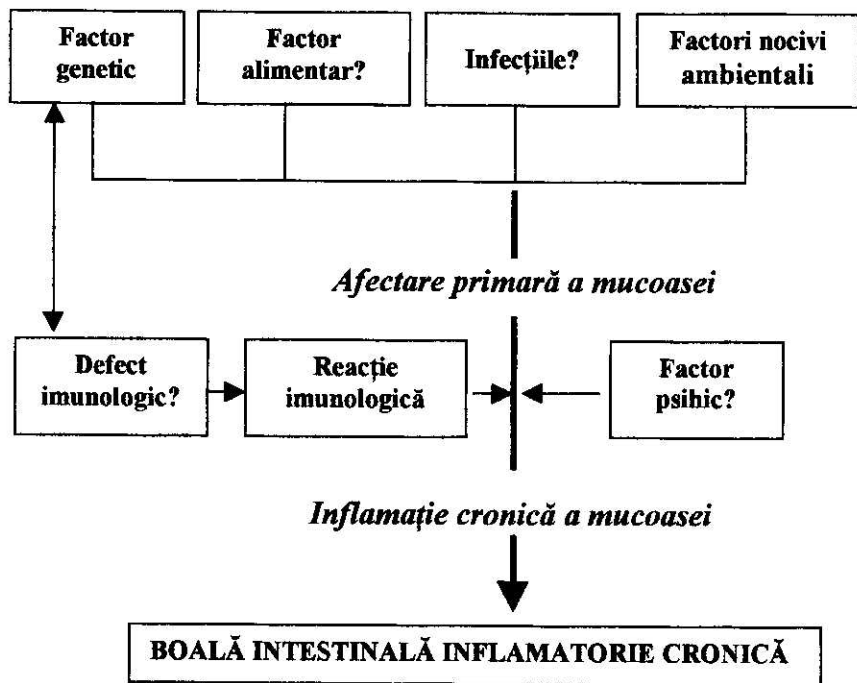 Factor
genetic
Factor
alimentar?
Infecțiile?
Factori nocivi
ambientali
Afectare primară a mucoasei
Defect
imunologic?
Reacție
imunologică
Factor
psihic?
Inflamație cronică a mucoasei
BOALĂ INTESTINALĂ INFLAMATORIE CRONICĂ